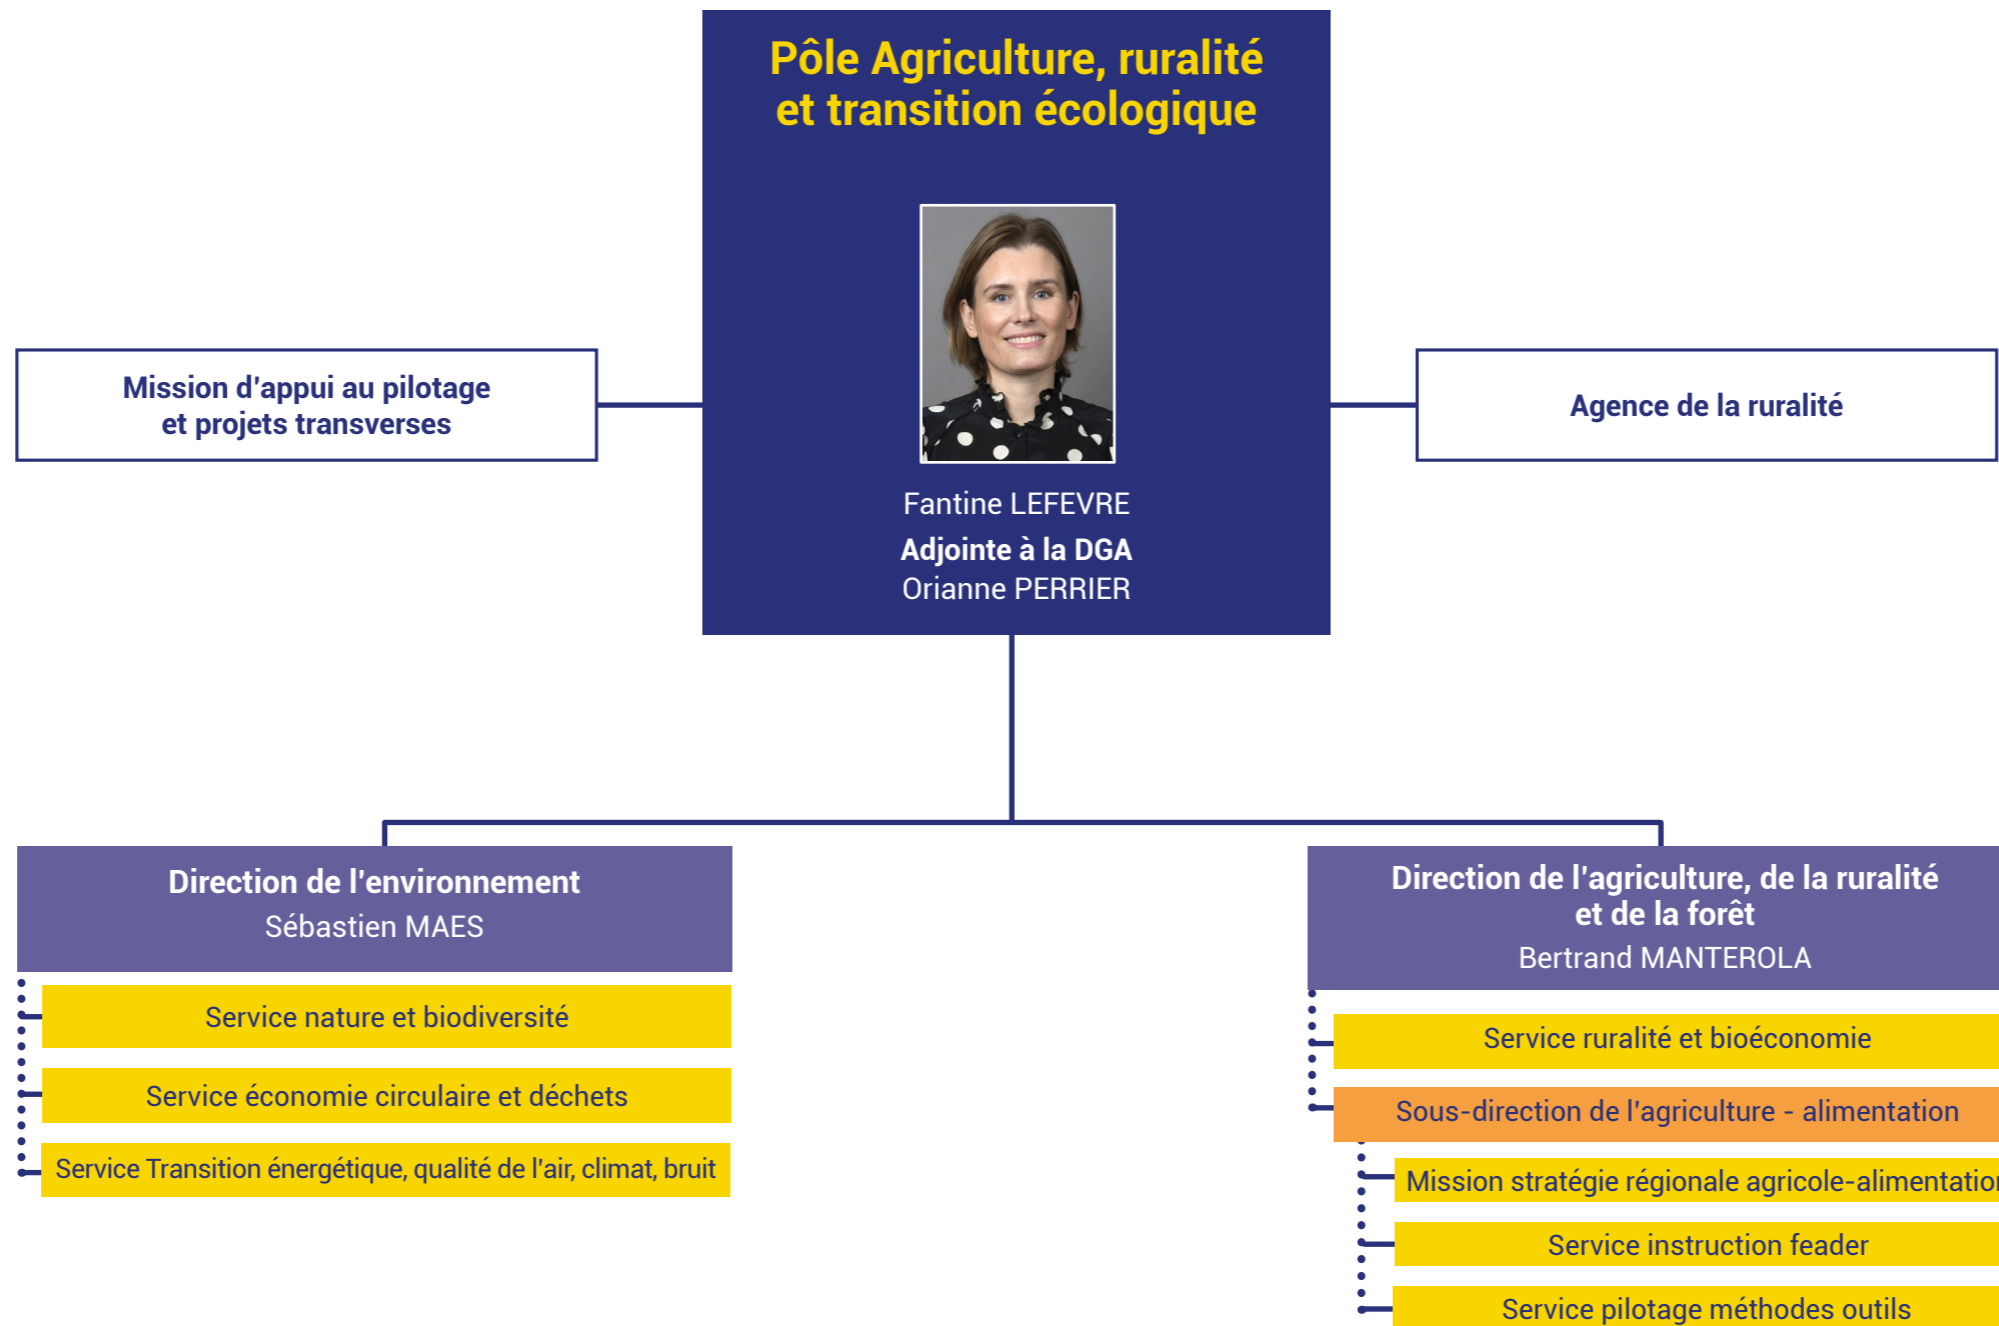 Pôle Agriculture, ruralité
et transition écologique
Mission d'appui au pilotage
et projets transverses
Agence de la ruralité
Fantine LEFEVRE
Adjointe à la DGA
Orianne PERRIER
Direction de l'environnement
Sébastien MAES
Service nature et biodiversité
Service économie circulaire et déchets
Service Transition énergétique, qualité de l'air, climat, bruit
Direction de l'agriculture, de la ruralité
et de la forêt
Bertrand MANTEROLA
Service ruralité et bioéconomie
Sous-direction de l'agriculture - alimentation
Mission stratégie régionale agricole-alimentation
Service instruction feader
Service pilotage méthodes outils